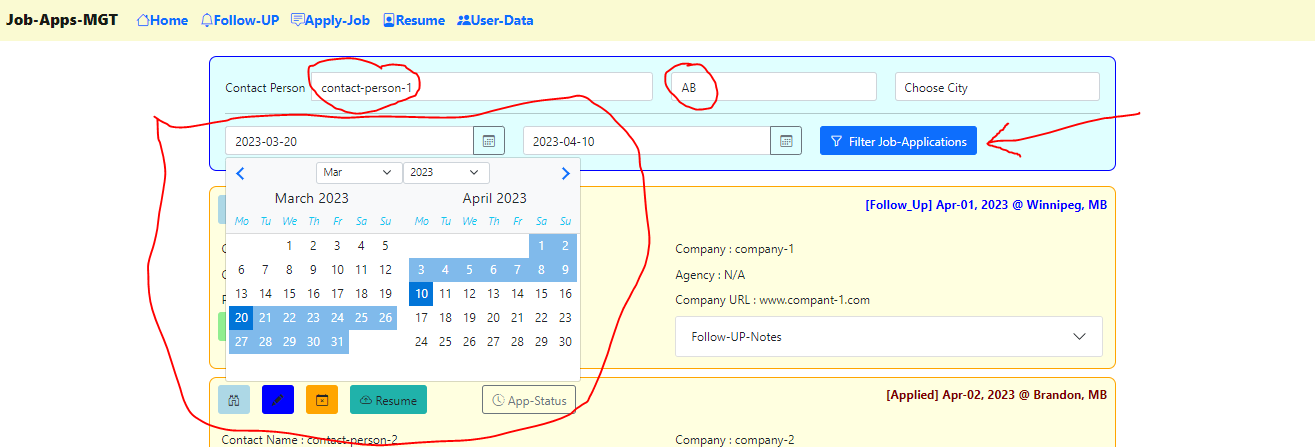 Job-Apps-MGT Home Follow-UP Apply-Job Resume User-Data
Contact Person contact-person-1 AB Choose City
2023-03-20 2023-04-10 Filter Job-Applications
Mar 2023
March 2023 April 2023
[Follow_Up] Apr-01, 2023 @ Winnipeg, MB
Mo Tu We Th Fr Sa Su Mo Tu We Th Fr Sa Su
1 2 3 4 5 1 2
Company : company-1
6 7 8 9 10 11 12 3 4 5 6 7 8 9
Agency : N/A
13 14 15 16 17 18 19 10 11 12 13 14 15 16
Company URL : www.compant-1.com
20 21 22 23 24 25 26 17 18 19 20 21 22 23
Follow-UP-Notes
27 28 29 30 31 24 25 26 27 28 29 30
[Applied] Apr-02, 2023 @ Brandon, MB
Resume App-Status
Contact Name : contact-person-2 Company : company-2